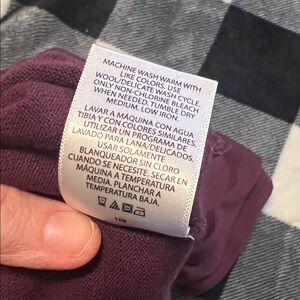 MACHINE WASH WARM WITH
LIKE COLORS. USE
WOOL/DELICATE WASH CYCLE.
ONLY NON-CHLORINE BLEACH
WHEN NEEDED. TUMBLE DRY
MEDIUM. LOW IRON.
LAVAR A MÁQUINA CON AGUA
TIBIA Y CON COLORES SIMILARES.
UTILIZAR UN PROGRAMA DE
LAVADO PARA LANA/DELICADOS.
USAR SOLAMENTE
BLANQUEADOR SIN CLORO
CUANDO SE NECESITE. SECAR EN
MÁQUINA A TEMPERATURA
MEDIA. PLANCHAR A
TEMPERATURA BAJA.